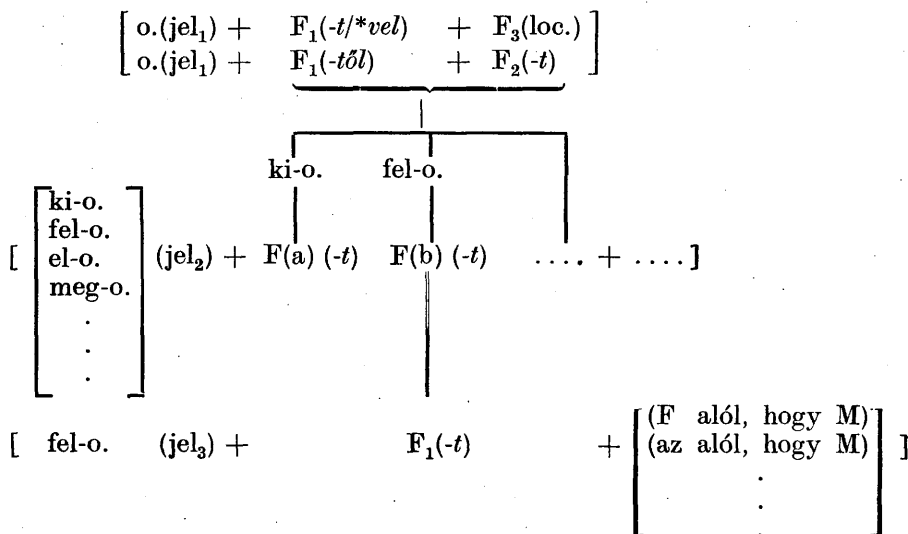 [ o.(jel₁) + F₁(-t/*vel) + F₃(loc.) ]
[ o.(jel₁) + F₁(-től) + F₂(-t) ]
ki-o. fel-o.
ki-o.
fel-o.
[ el-o. (jel₂) + F(a) (-t) F(b) (-t) .... + .... ]
meg-o.
.
.
.
(F alól, hogy M)
[ fel-o. (jel₃) + F₁(-t) + (az alól, hogy M) ]
.
.